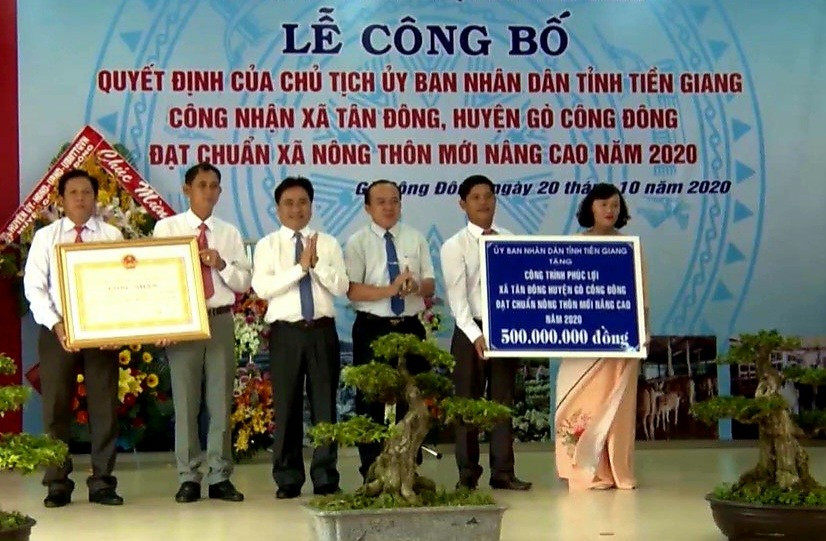 LỄ CÔNG BỐ
QUYẾT ĐỊNH CỦA CHỦ TỊCH ỦY BAN NHÂN DÂN TỈNH TIỀN GIANG
CÔNG NHẬN XÃ TÂN ĐÔNG, HUYỆN GÒ CÔNG ĐÔNG
ĐẠT CHUẨN XÃ NÔNG THÔN MỚI NÂNG CAO NĂM 2020
Đông, ngày 20 tháng 10 năm 2020
Chúc Mừng
ỦY BAN NHÂN DÂN TỈNH TIỀN GIANG
TẶNG
CÔNG TRÌNH PHÚC LỢI
XÃ TÂN ĐÔNG HUYỆN GÒ CÔNG ĐÔNG
ĐẠT CHUẨN NÔNG THÔN MỚI NÂNG CAO
NĂM 2020
500.000.000 đồng